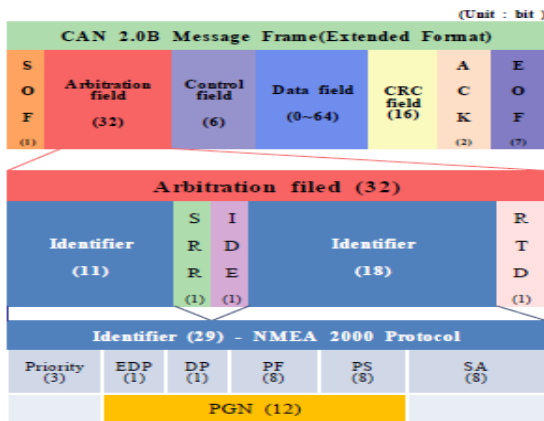 (Unit : bit)
CAN 2.0B Message Frame(Extended Format)
S O F (1)
Arbitration
field
(32)
Control
field
(6)
Data field
(0~64)
CRC
field
(16)
A C K (2)
E O F (7)
Arbitration filed (32)
Identifier
(11)
S R R (1)
I D E (1)
Identifier
(18)
R T D (1)
Identifier (29) - NMEA 2000 Protocol
Priority
(3)
EDP
(1)
DP
(1)
PF
(8)
PS
(8)
SA
(8)
PGN (12)